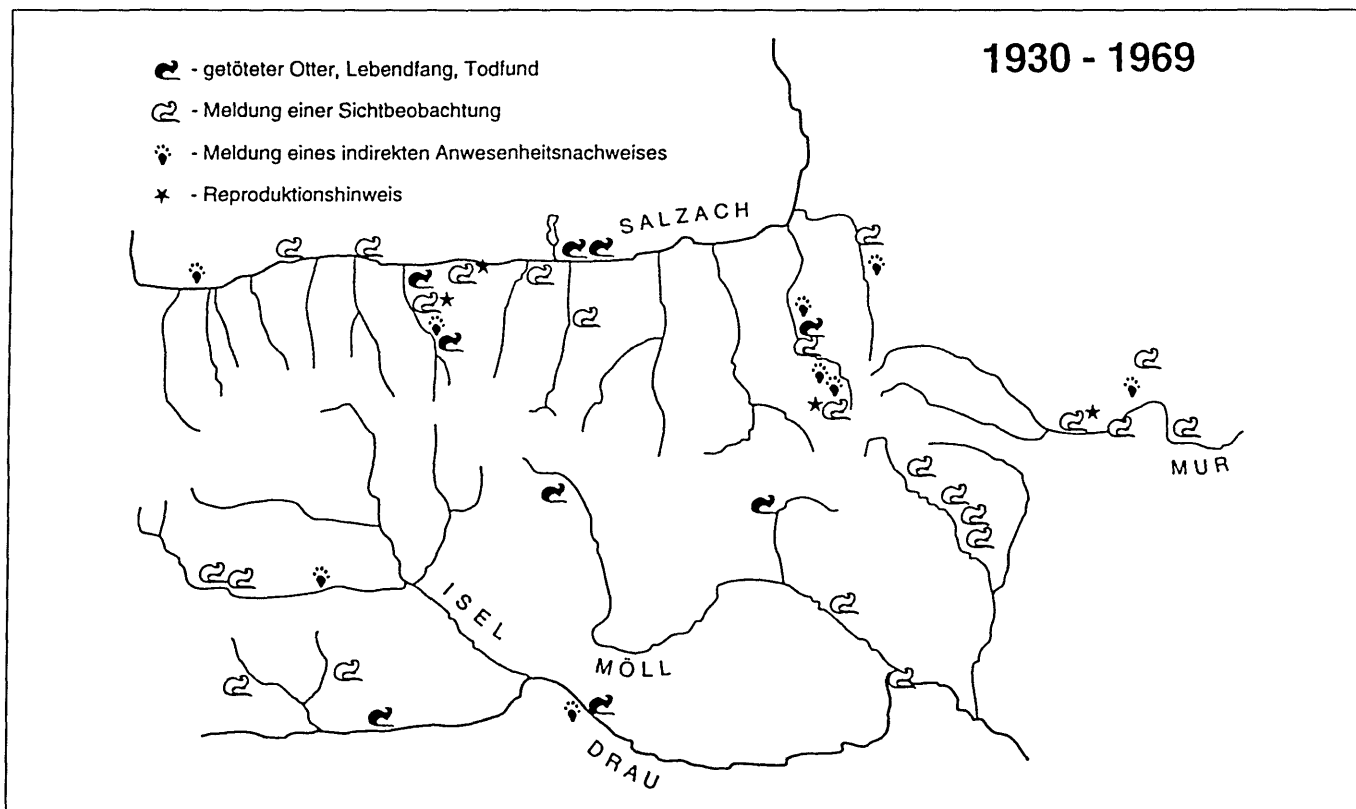 1930 - 1969
- getöteter Otter, Lebendfang, Todfund
- Meldung einer Sichtbeobachtung
- Meldung eines indirekten Anwesenheitsnachweises
- Reproduktionshinweis
SALZACH
MUR
ISEL
MÖLL
DRAU